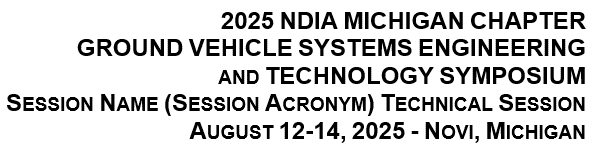 2025 NDIA MICHIGAN CHAPTER
GROUND VEHICLE SYSTEMS ENGINEERING
AND TECHNOLOGY SYMPOSIUM
SESSION NAME (SESSION ACRONYM) TECHNICAL SESSION
AUGUST 12-14, 2025 - NOVI, MICHIGAN